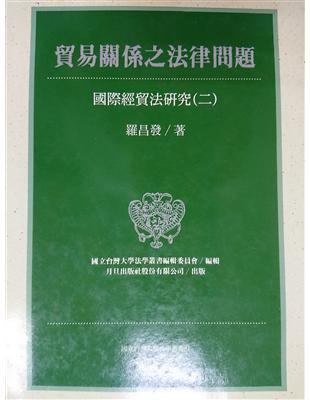 貿易關係之法律問題
國際經貿法研究(二)
羅昌發/著
國立台灣大學法學叢書編輯委員會/編輯
月旦出版社股份有限公司/出版